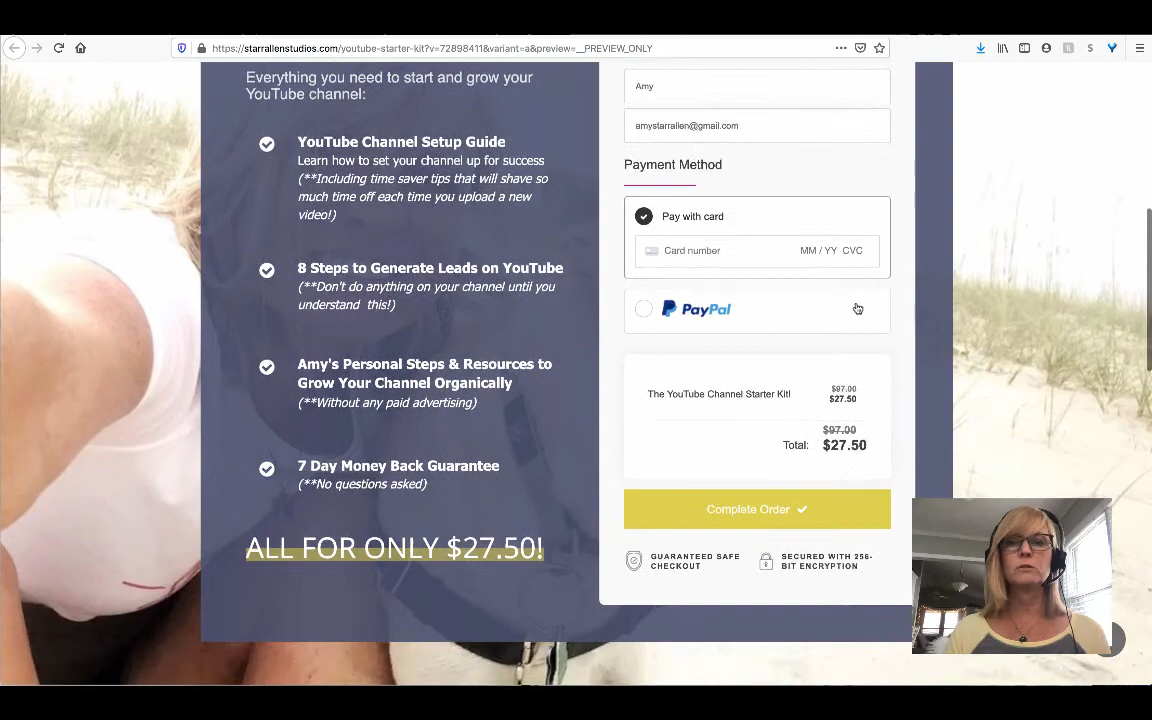 https://starrallenstudios.com/youtube-starter-kit?v=72898411&variant=a&preview=__PREVIEW_ONLY
Everything you need to start and grow your
YouTube channel:
YouTube Channel Setup Guide
Learn how to set your channel up for success
(**Including time saver tips that will shave so
much time off each time you upload a new
video!)
8 Steps to Generate Leads on YouTube
(**Don't do anything on your channel until you
understand  this!)
Amy's Personal Steps & Resources to
Grow Your Channel Organically
(**Without any paid advertising)
7 Day Money Back Guarantee
(**No questions asked)
ALL FOR ONLY $27.50!
Amy
amystarrallen@gmail.com
Payment Method
Pay with card
Card number MM / YY CVC
PayPal
The YouTube Channel Starter Kit! $97.00
$27.50
$97.00
Total: $27.50
Complete Order
GUARANTEED SAFE
CHECKOUT
SECURED WITH 256-
BIT ENCRYPTION